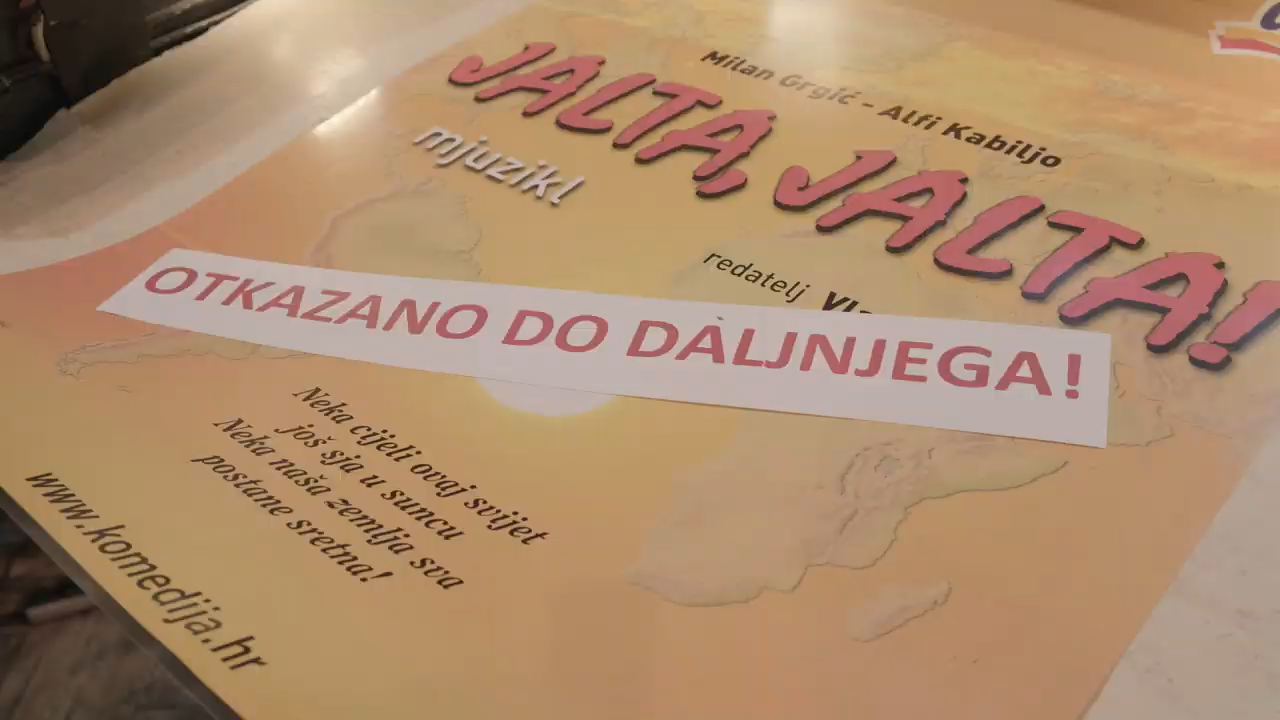 Milan Grgić - Alfi Kabiljo
JALTA, JALTA!
mjuzikl
redatelj
OTKAZANO DO DALJNJEGA!
Neka cijeli ovaj svijet
još sja u suncu
Neka naša zemlja sva
postane sretna!
www.komedija.hr